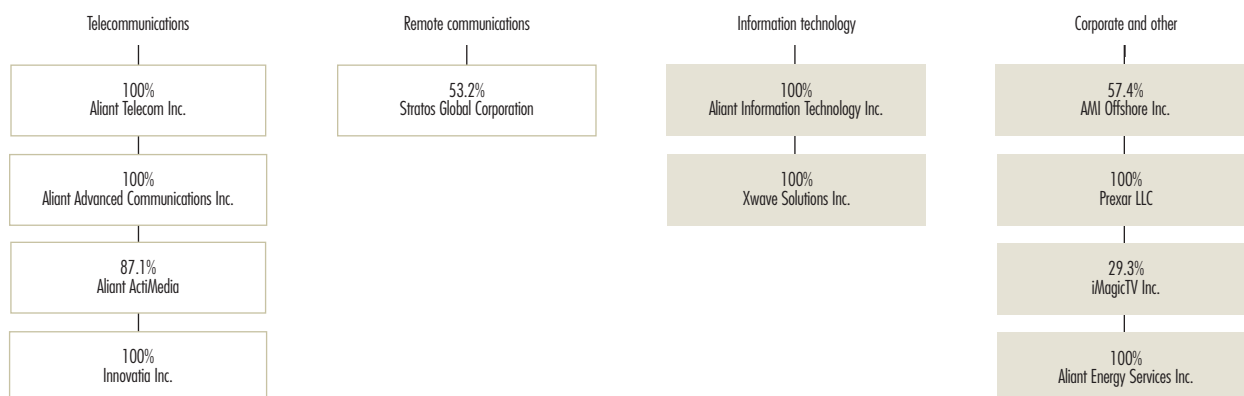 Telecommunications
100%
Aliant Telecom Inc.
100%
Aliant Advanced Communications Inc.
87.1%
Aliant ActiMedia
100%
Innovatia Inc.
Remote communications
53.2%
Stratos Global Corporation
Information technology
100%
Aliant Information Technology Inc.
100%
Xwave Solutions Inc.
Corporate and other
57.4%
AMI Offshore Inc.
100%
Prexar LLC
29.3%
iMagicTV Inc.
100%
Aliant Energy Services Inc.